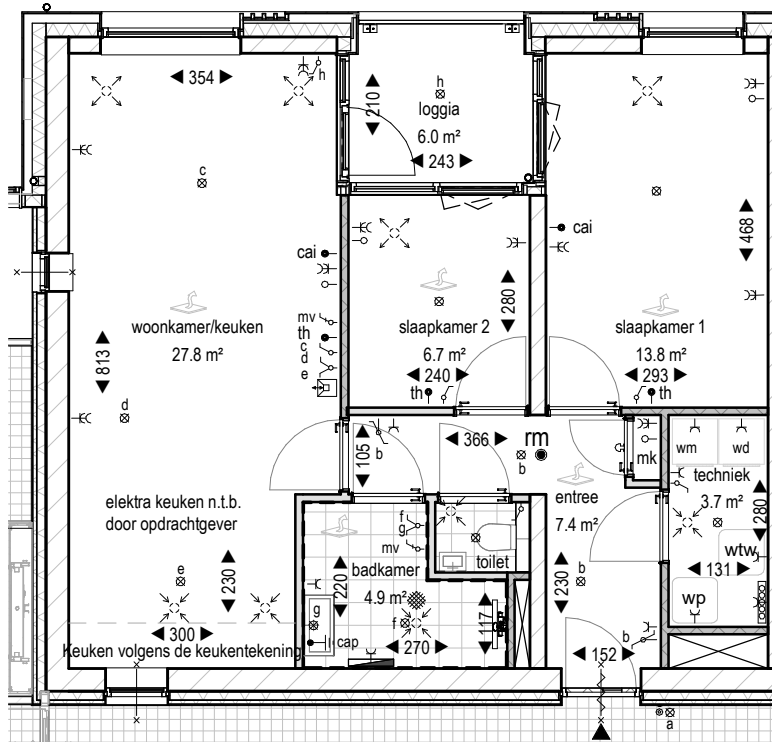 h
354
210
h
loggia
6.0 m²
243
c
cai
cai
468
woonkamer/keuken
27.8 m²
mv
th
c
d
e
slaapkamer 2
6.7 m²
240
280
th
slaapkamer 1
13.8 m²
293
th
813
d
105
b
366
rm
b
mk
wm
wd
techniek
3.7 m²
280
entree
7.4 m²
elektra keuken n.t.b.
door opdrachtgever
f
g
mv
toilet
wtw
131
wp
e
230
220
badkamer
4.9 m²
g
f
117
230
b
300
Keuken volgens de keukentekening
cap
270
152
b
a